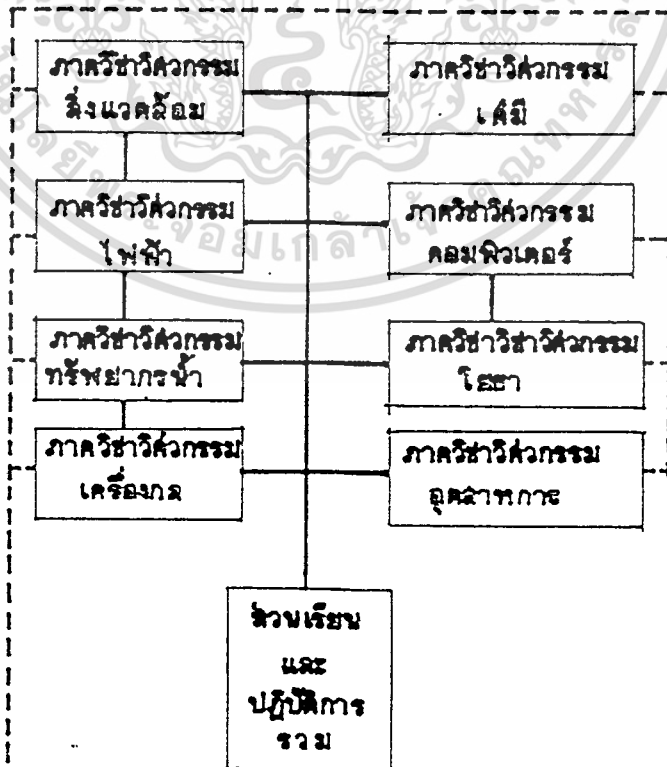 ภาควิชาวิศวกรรม
สิ่งแวดล้อม
ภาควิชาวิศวกรรม
เคมี
ภาควิชาวิศวกรรม
ไฟฟ้า
ภาควิชาวิศวกรรม
คอมพิวเตอร์
ภาควิชาวิศวกรรม
ทรัพยากรน้ำ
ภาควิชาวิชาวิศวกรรม
โยธา
ภาควิชาวิศวกรรม
เครื่องกล
ภาควิชาวิศวกรรม
อุตสาหการ
ส่วนเรียน
และ
ปฏิบัติการ
รวม